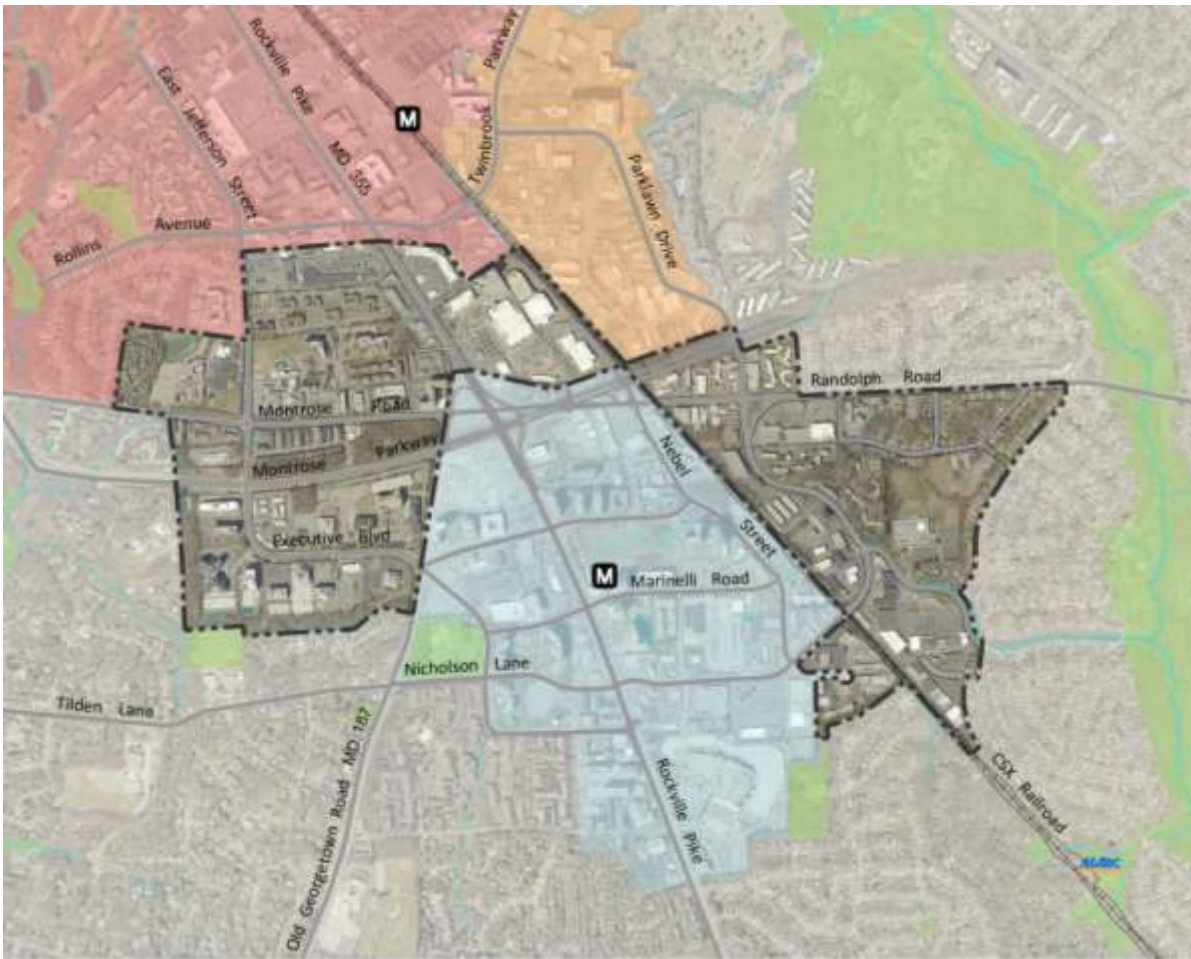 Rockville Pike MD 355
East Jefferson Street
Twinbrook Parkway
M
Parklawn Drive
Rollins Avenue
Randolph Road
Montrose Road
Montrose Parkway
Nebel Street
Executive Blvd
M
Marinelli Road
Nicholson Lane
Tilden Lane
Old Georgetown Road MD 187
Rockville Pike
CSX Railroad
MARC